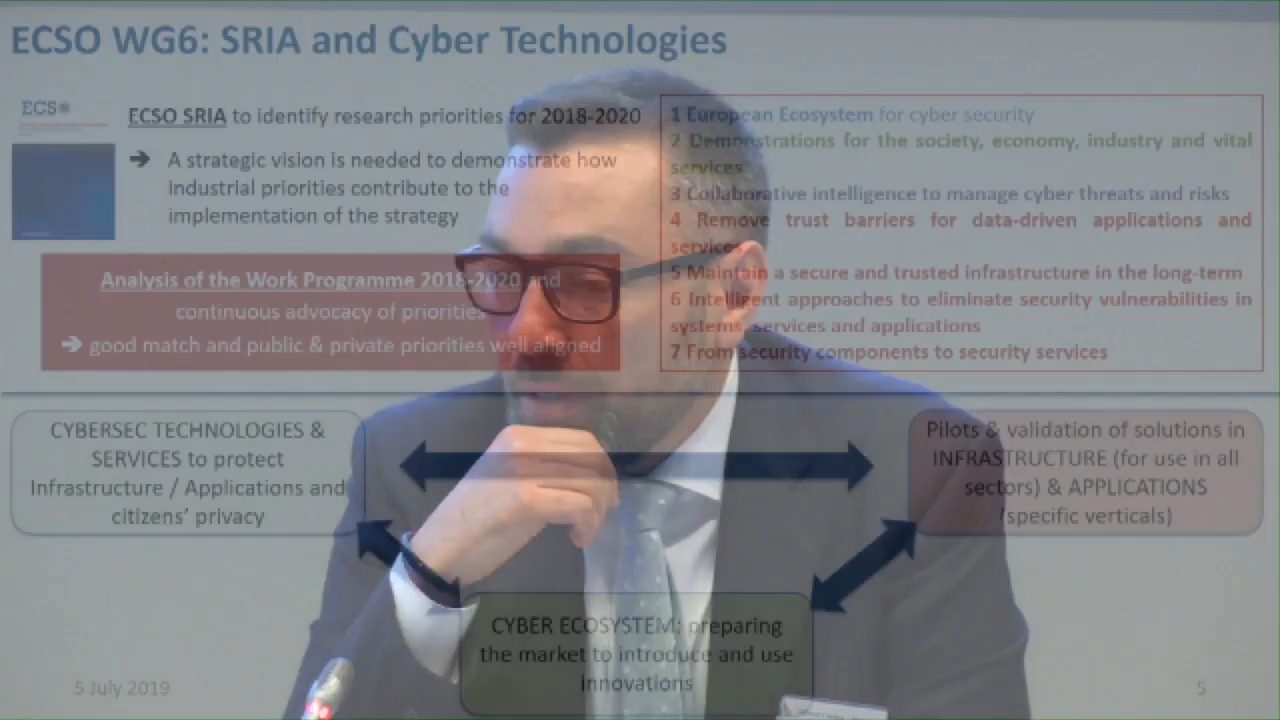 ECSO WG6: SRIA and Cyber Technologies
ECS
ECSO SRIA to identify research priorities for 2018-2020
➔ A strategic vision is needed to demonstrate how
industrial priorities contribute to the
implementation of the strategy
Analysis of the Work Programme 2018-2020 and
continuous advocacy of priorities
➔ good match and public & private priorities well aligned
1 European Ecosystem for cyber security
2 Demonstrations for the society, economy, industry and vital
services
3 Collaborative intelligence to manage cyber threats and risks
4 Remove trust barriers for data-driven applications and
services
5 Maintain a secure and trusted infrastructure in the long-term
6 Intelligent approaches to eliminate security vulnerabilities in
systems, services and applications
7 From security components to security services
CYBERSEC TECHNOLOGIES &
SERVICES to protect
Infrastructure / Applications and
citizens' privacy
Pilots & validation of solutions in
INFRASTRUCTURE (for use in all
sectors) & APPLICATIONS
(specific verticals)
CYBER ECOSYSTEM: preparing
the market to introduce and use
innovations
5 July 2019
5